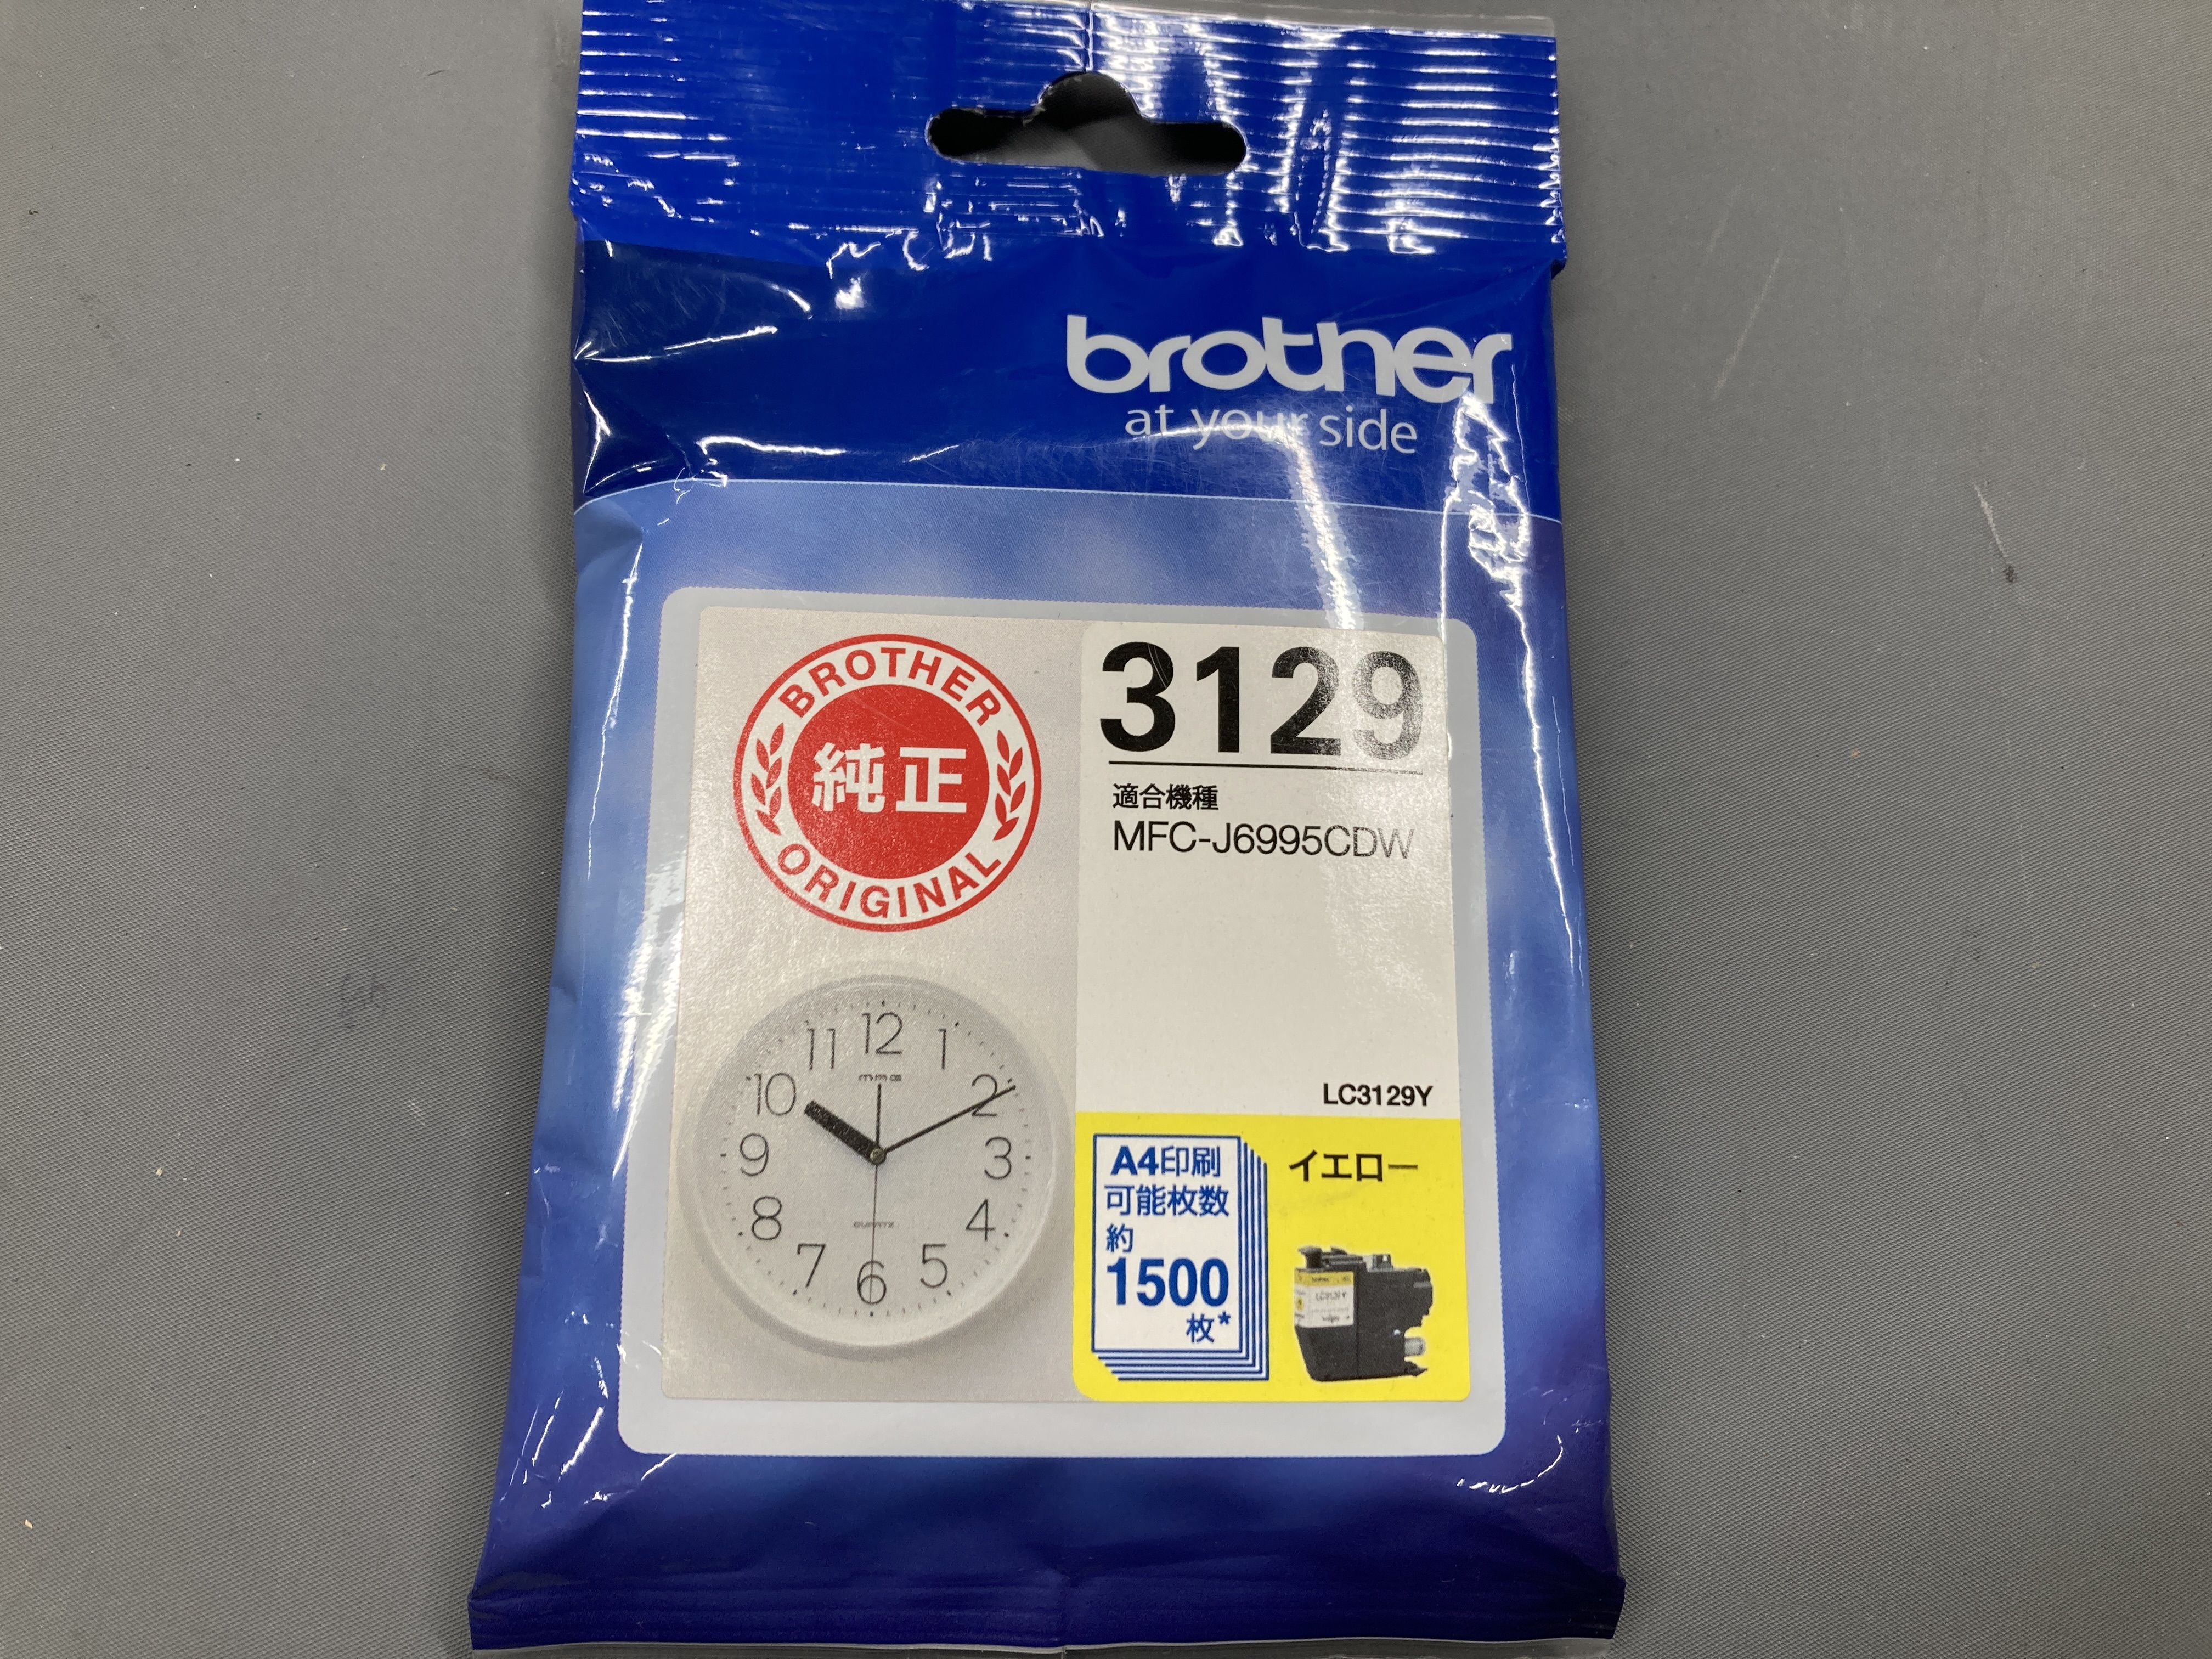 brother
at your side
BROTHER
純正
ORIGINAL
3129
適合機種
MFC-J6995CDW
LC3129Y
イエロー
A4印刷
可能枚数
約
1500
枚*
12
1
2
3
4
5
6
7
8
9
10
11
QUARTZ
LC3129Y